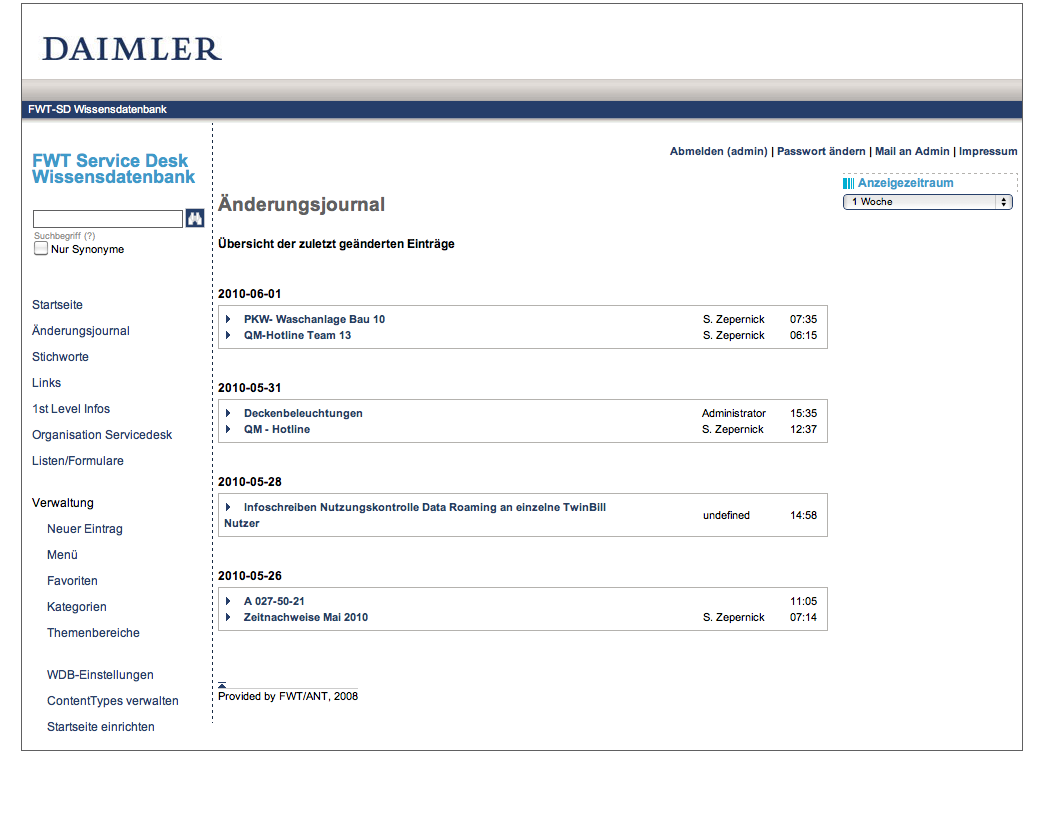 DAIMLER
FWT-SD Wissensdatenbank
Abmelden (admin) | Passwort ändern | Mail an Admin | Impressum
FWT Service Desk
Wissensdatenbank
Suchbegriff (?)
Nur Synonyme
Startseite
Änderungsjournal
Stichworte
Links
1st Level Infos
Organisation Servicedesk
Listen/Formulare
Verwaltung
Neuer Eintrag
Menü
Favoriten
Kategorien
Themenbereiche
WDB-Einstellungen
ContentTypes verwalten
Startseite einrichten
Anzeigezeitraum
1 Woche
Änderungsjournal
Übersicht der zuletzt geänderten Einträge
2010-06-01
PKW- Waschanlage Bau 10 S. Zepernick 07:35
QM-Hotline Team 13 S. Zepernick 06:15
2010-05-31
Deckenbeleuchtungen Administrator 15:35
QM - Hotline S. Zepernick 12:37
2010-05-28
Infoschreiben Nutzungskontrolle Data Roaming an einzelne TwinBill
Nutzer undefined 14:58
2010-05-26
A 027-50-21 11:05
Zeitnachweise Mai 2010 S. Zepernick 07:14
Provided by FWT/ANT, 2008